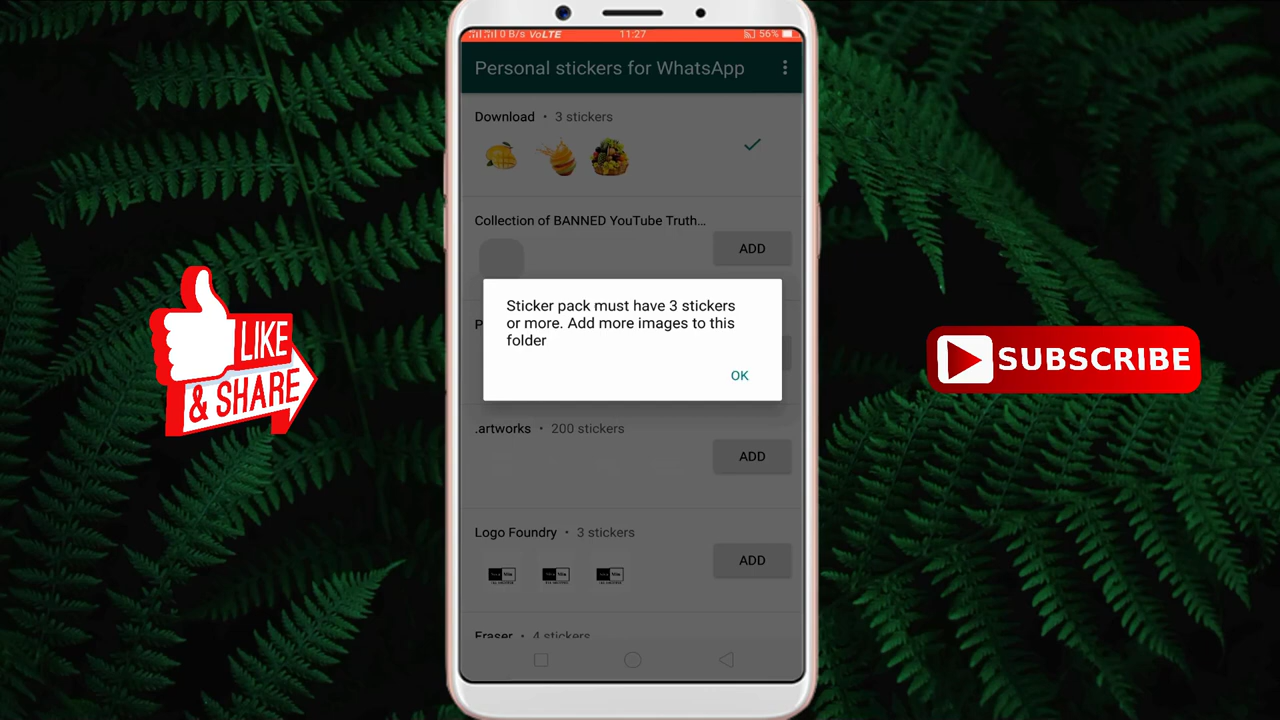 0 B/s VoLTE 11:27 56%
Personal stickers for WhatsApp
Download • 3 stickers
Collection of BANNED YouTube Truth...
ADD
P
Sticker pack must have 3 stickers
or more. Add more images to this
folder
OK
LIKE
& SHARE
SUBSCRIBE
.artworks • 200 stickers
ADD
Logo Foundry • 3 stickers
ADD
Eraser • 4 stickers